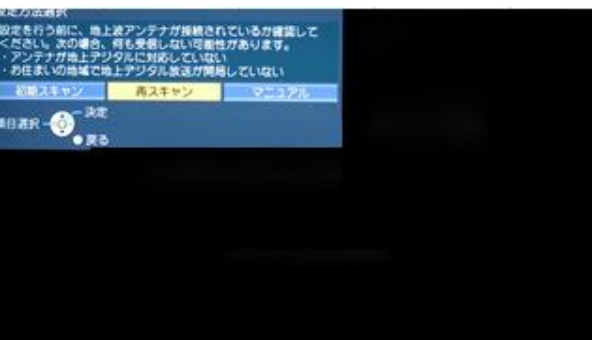 設定方法選択
設定を行う前に、地上波アンテナが接続されているか確認して
ください。次の場合、何も受信しない可能性があります。
・アンテナが地上デジタルに対応していない
・お住まいの地域で地上デジタル放送が開局していない
初期スキャン 再スキャン マニュアル
項目選択 決定
戻る